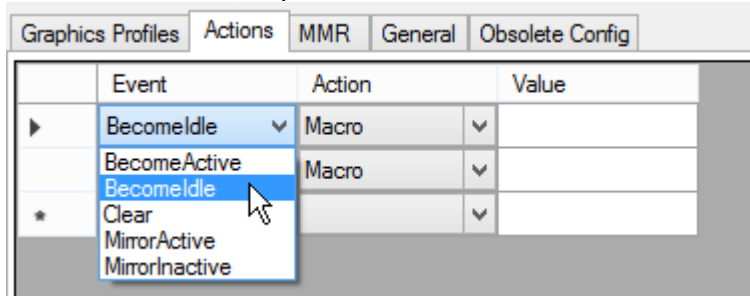 Graphics Profiles Actions MMR General Obsolete Config
Event Action Value
BecomeIdle Macro
BecomeActive Macro
BecomeIdle
Clear
MirrorActive
MirrorInactive